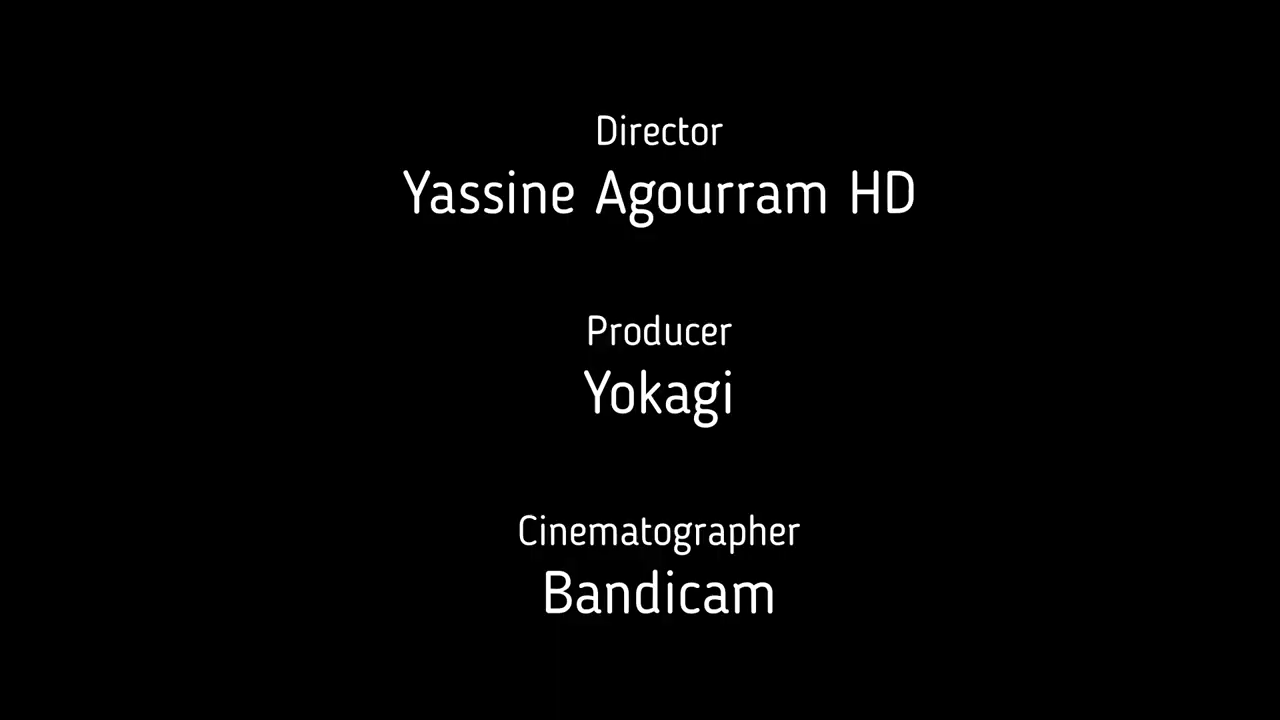 Director
Yassine Agourram HD
Producer
Yokagi
Cinematographer
Bandicam